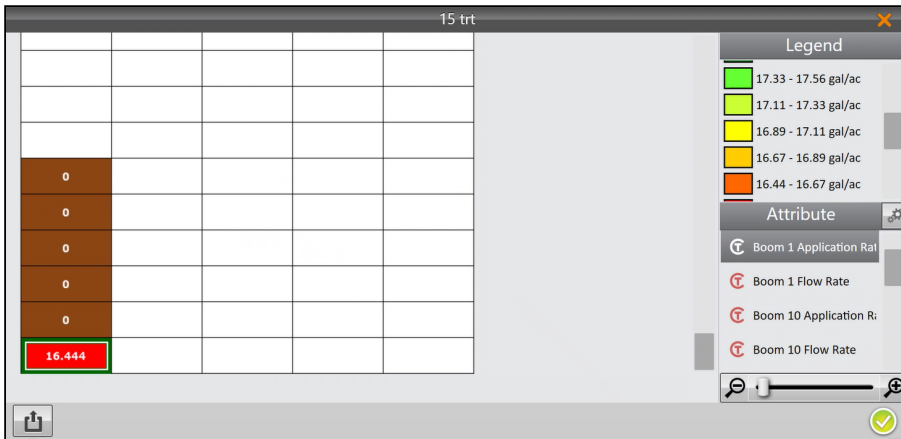 15 trt
Legend
17.33 - 17.56 gal/ac
17.11 - 17.33 gal/ac
16.89 - 17.11 gal/ac
16.67 - 16.89 gal/ac
16.44 - 16.67 gal/ac
Attribute
Boom 1 Application Rat
Boom 1 Flow Rate
Boom 10 Application Ra
Boom 10 Flow Rate
0
0
0
0
0
16.444